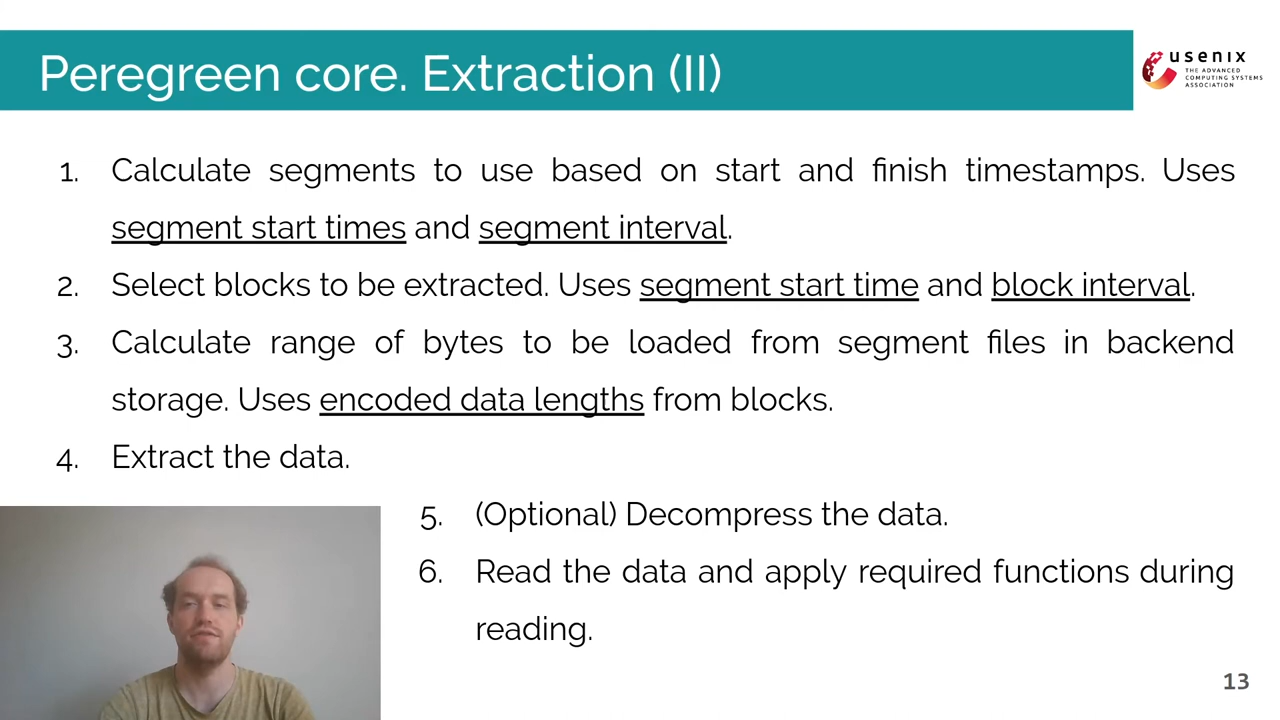 Peregreen core. Extraction (II)
usenix
THE ADVANCED
COMPUTING SYSTEMS
ASSOCIATION
1. Calculate segments to use based on start and finish timestamps. Uses
segment start times and segment interval.
2. Select blocks to be extracted. Uses segment start time and block interval.
3. Calculate range of bytes to be loaded from segment files in backend
storage. Uses encoded data lengths from blocks.
4. Extract the data.
5. (Optional) Decompress the data.
6. Read the data and apply required functions during
reading.
13